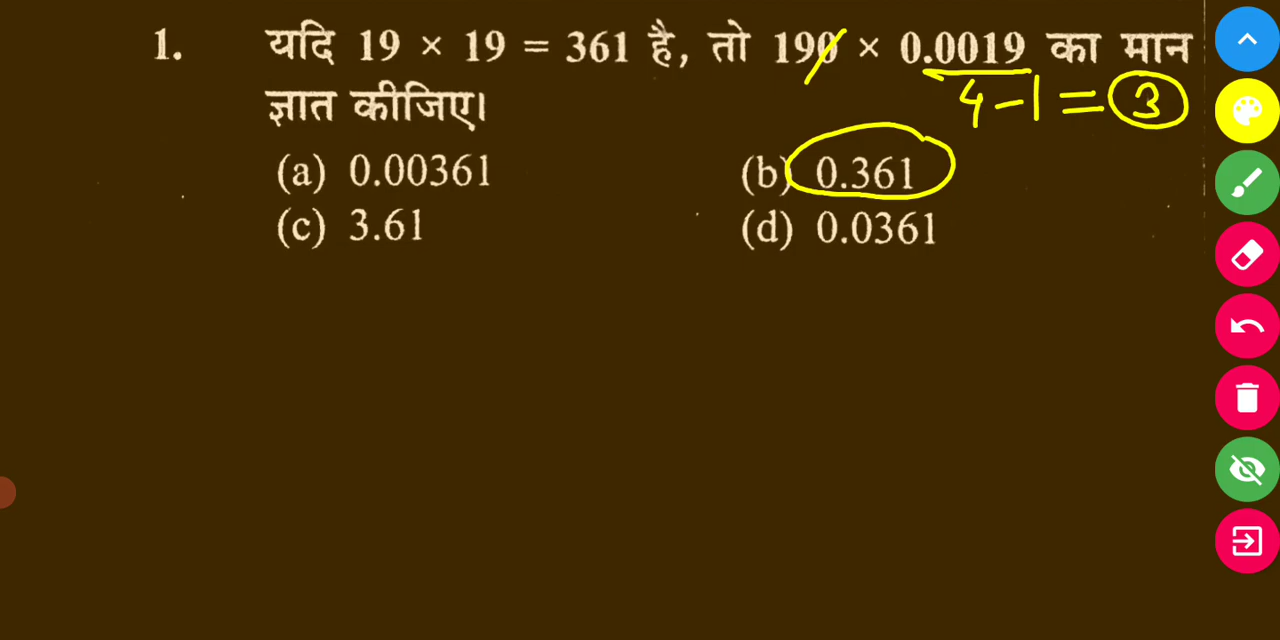 1. यदि 19 × 19 = 361 है, तो 190 × 0.0019 का मान
4 - 1 = 3
ज्ञात कीजिए।
(a) 0.00361 (b) 0.361
(c) 3.61 (d) 0.0361